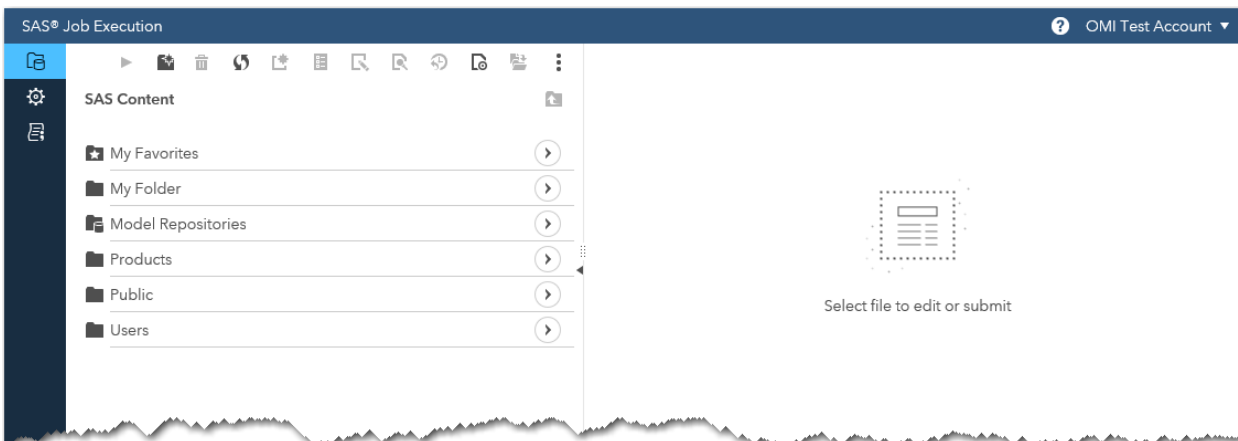 SAS® Job Execution
? OMI Test Account
SAS Content
My Favorites
My Folder
Model Repositories
Products
Public
Users
Select file to edit or submit